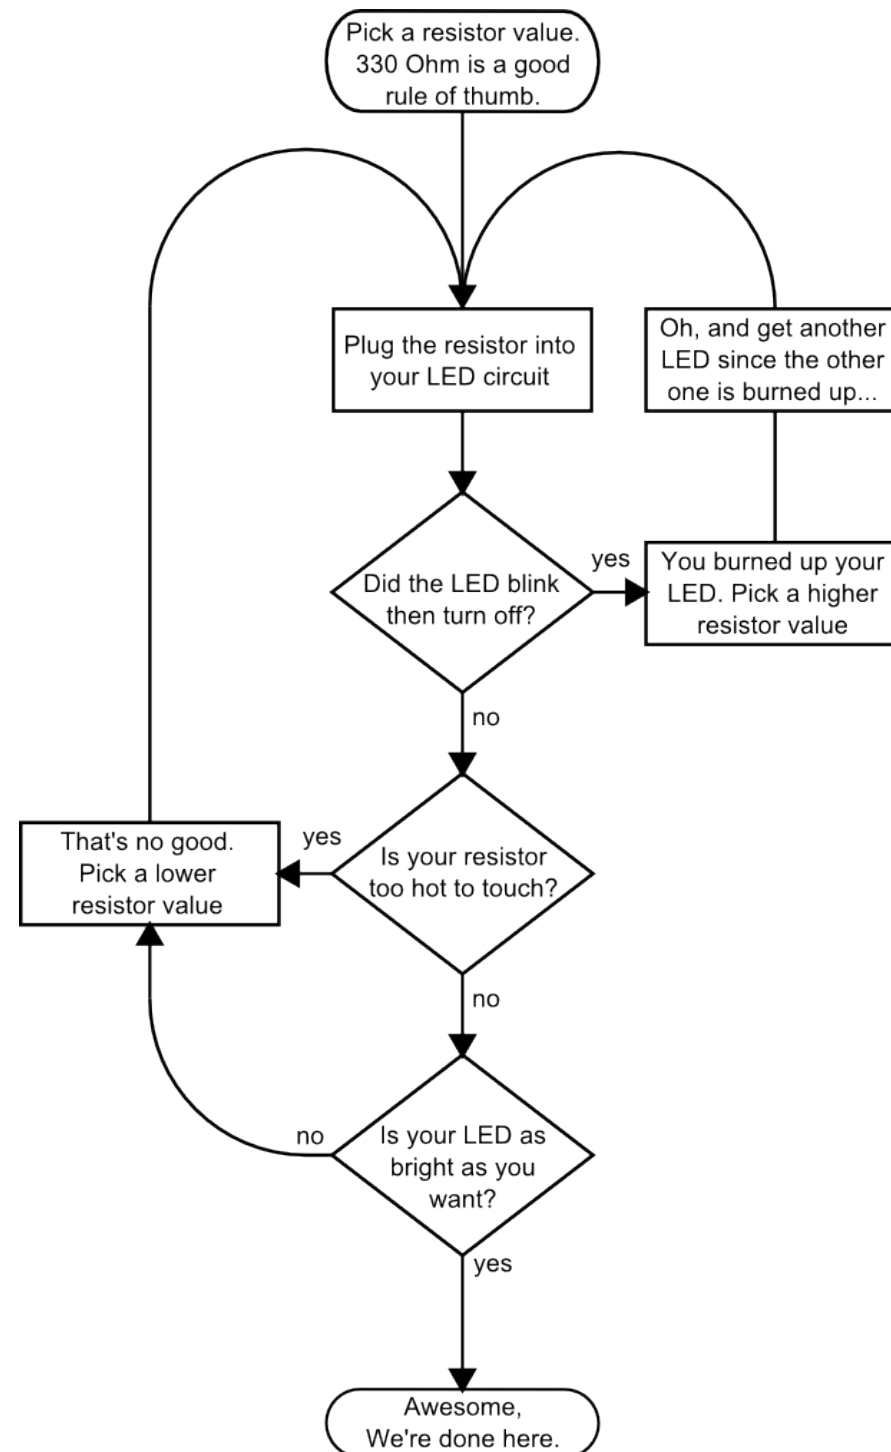 Pick a resistor value.
330 Ohm is a good
rule of thumb.
Plug the resistor into
your LED circuit
Oh, and get another
LED since the other
one is burned up...
Did the LED blink
then turn off?
yes
You burned up your
LED. Pick a higher
resistor value
no
That's no good.
Pick a lower
resistor value
yes
Is your resistor
too hot to touch?
no
no
Is your LED as
bright as you
want?
yes
Awesome,
We're done here.